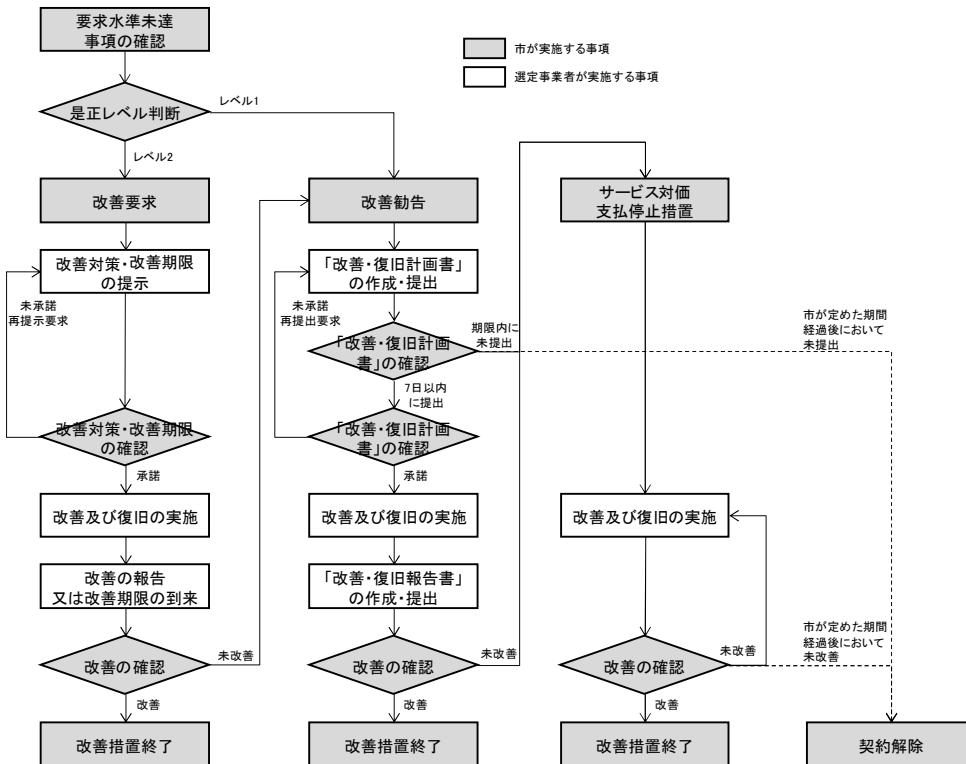 要求水準未達
事項の確認
市が実施する事項
選定事業者が実施する事項
是正レベル判断
レベル1
レベル2
改善要求
改善勧告
サービス対価
支払停止措置
改善対策・改善期限
の提示
「改善・復旧計画書」
の作成・提出
未承諾
再提示要求
未承諾
再提出要求
期限内に
未提出
市が定めた期間
経過後において
未提出
「改善・復旧計画
書」の確認
7日以内
に提出
改善対策・改善期限
の確認
「改善・復旧計画
書」の確認
承諾
承諾
改善及び復旧の実施
改善及び復旧の実施
改善及び復旧の実施
改善の報告
又は改善期限の到来
「改善・復旧報告書」
の作成・提出
市が定めた期間
経過後において
未改善
改善の確認
未改善
改善の確認
未改善
改善の確認
未改善
改善
改善
改善
改善措置終了
改善措置終了
改善措置終了
契約解除